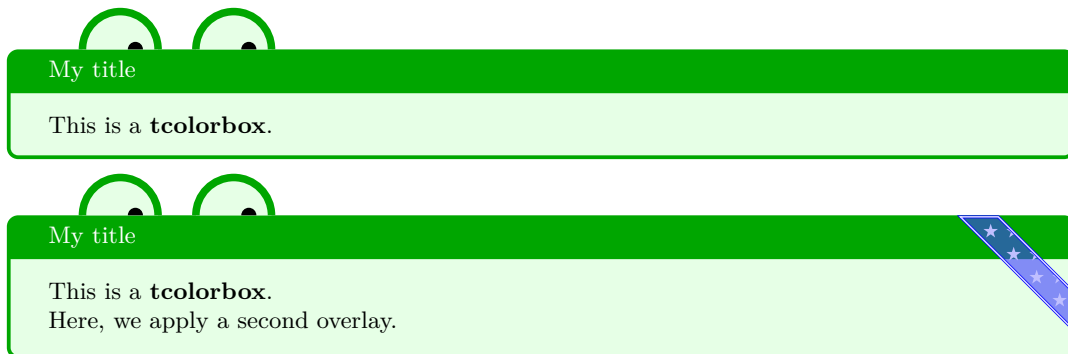 My title
This is a tcolorbox.
My title
This is a tcolorbox.
Here, we apply a second overlay.